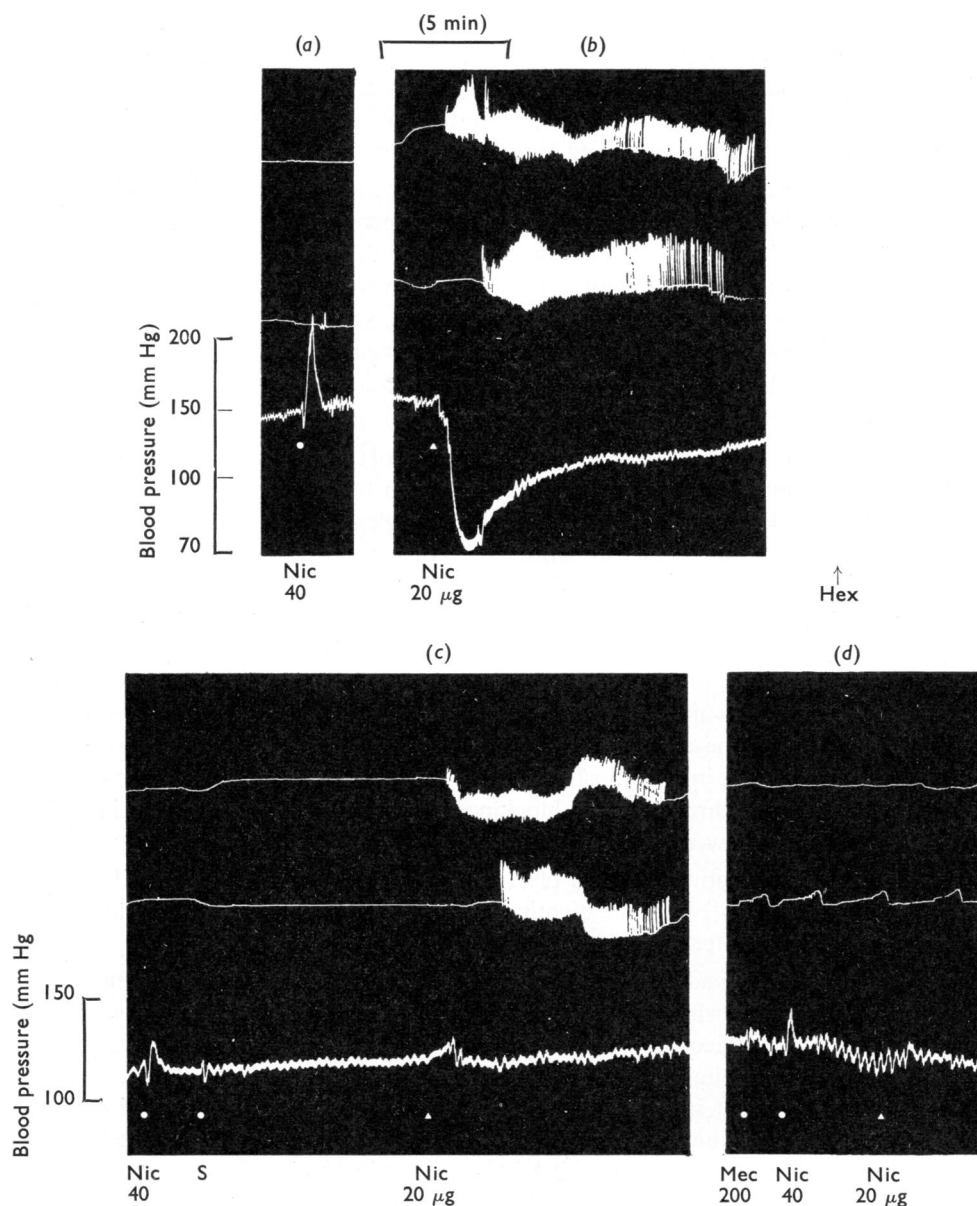 (5 min)
(a) (b)
Blood pressure (mm Hg)
200
150
100
70
Nic
40
Nic
20 μg
↑
Hex
(c) (d)
Blood pressure (mm Hg
150
100
Nic
40
S
Nic
20 μg
Mec
200
Nic
40
Nic
20 μg